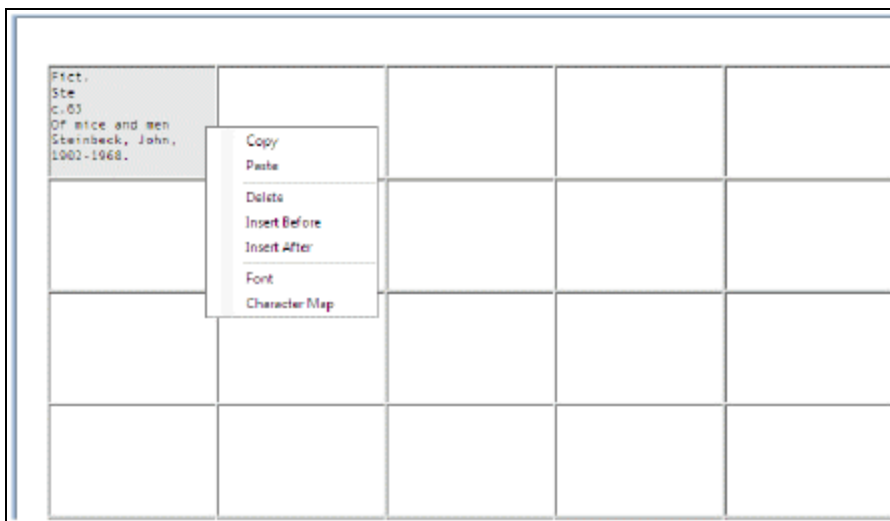 Fict.
Ste
c.63
Of mice and men
Steinbeck, John,
1902-1968.
Copy
Paste
Delete
Insert Before
Insert After
Font
Character Map